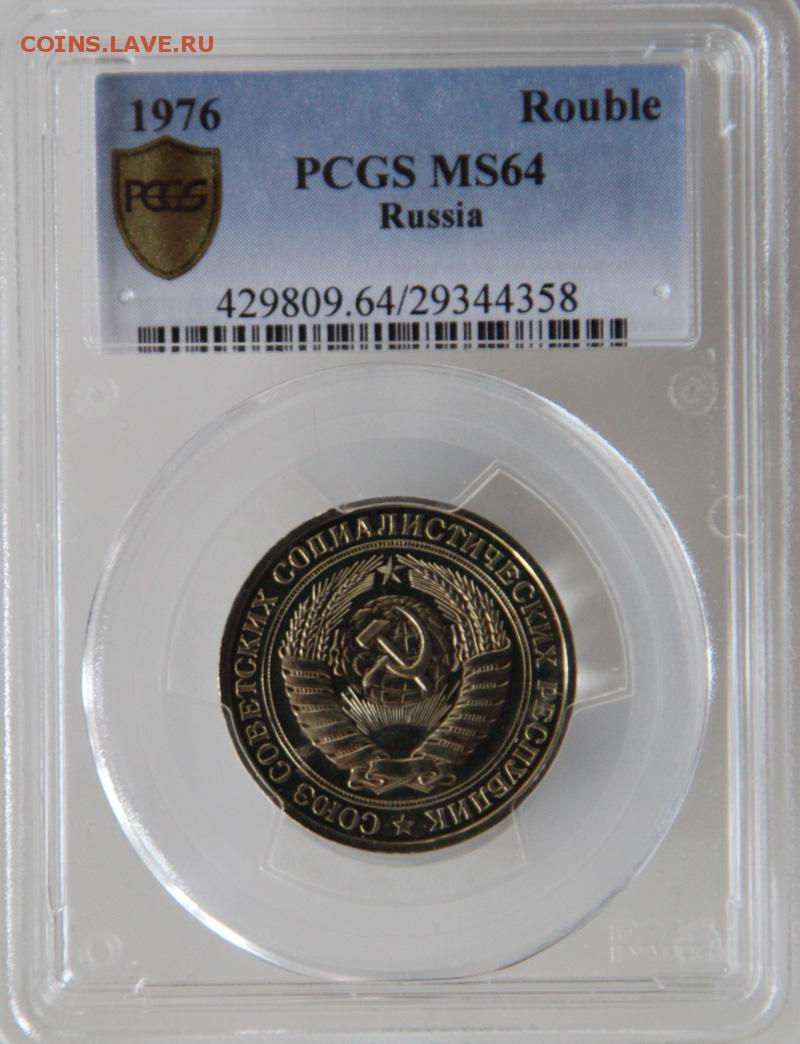 COINS.LAVE.RU
1976 Rouble
PCGS
PCGS MS64
Russia
429809.64/29344358
СОЮЗ СОВЕТСКИХ СОЦИАЛИСТИЧЕСКИХ РЕСПУБЛИК